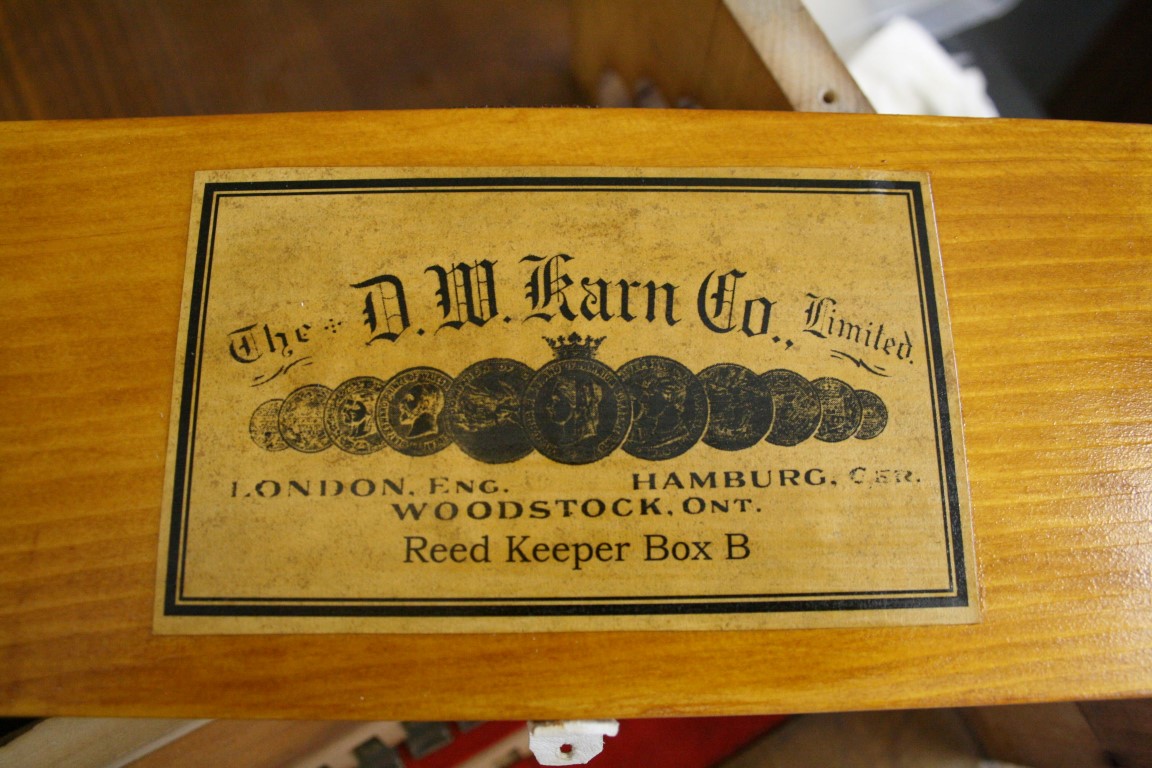 The D. W. Karn Co., Limited.
LONDON, ENG. HAMBURG, GER.
WOODSTOCK, ONT.
Reed Keeper Box B